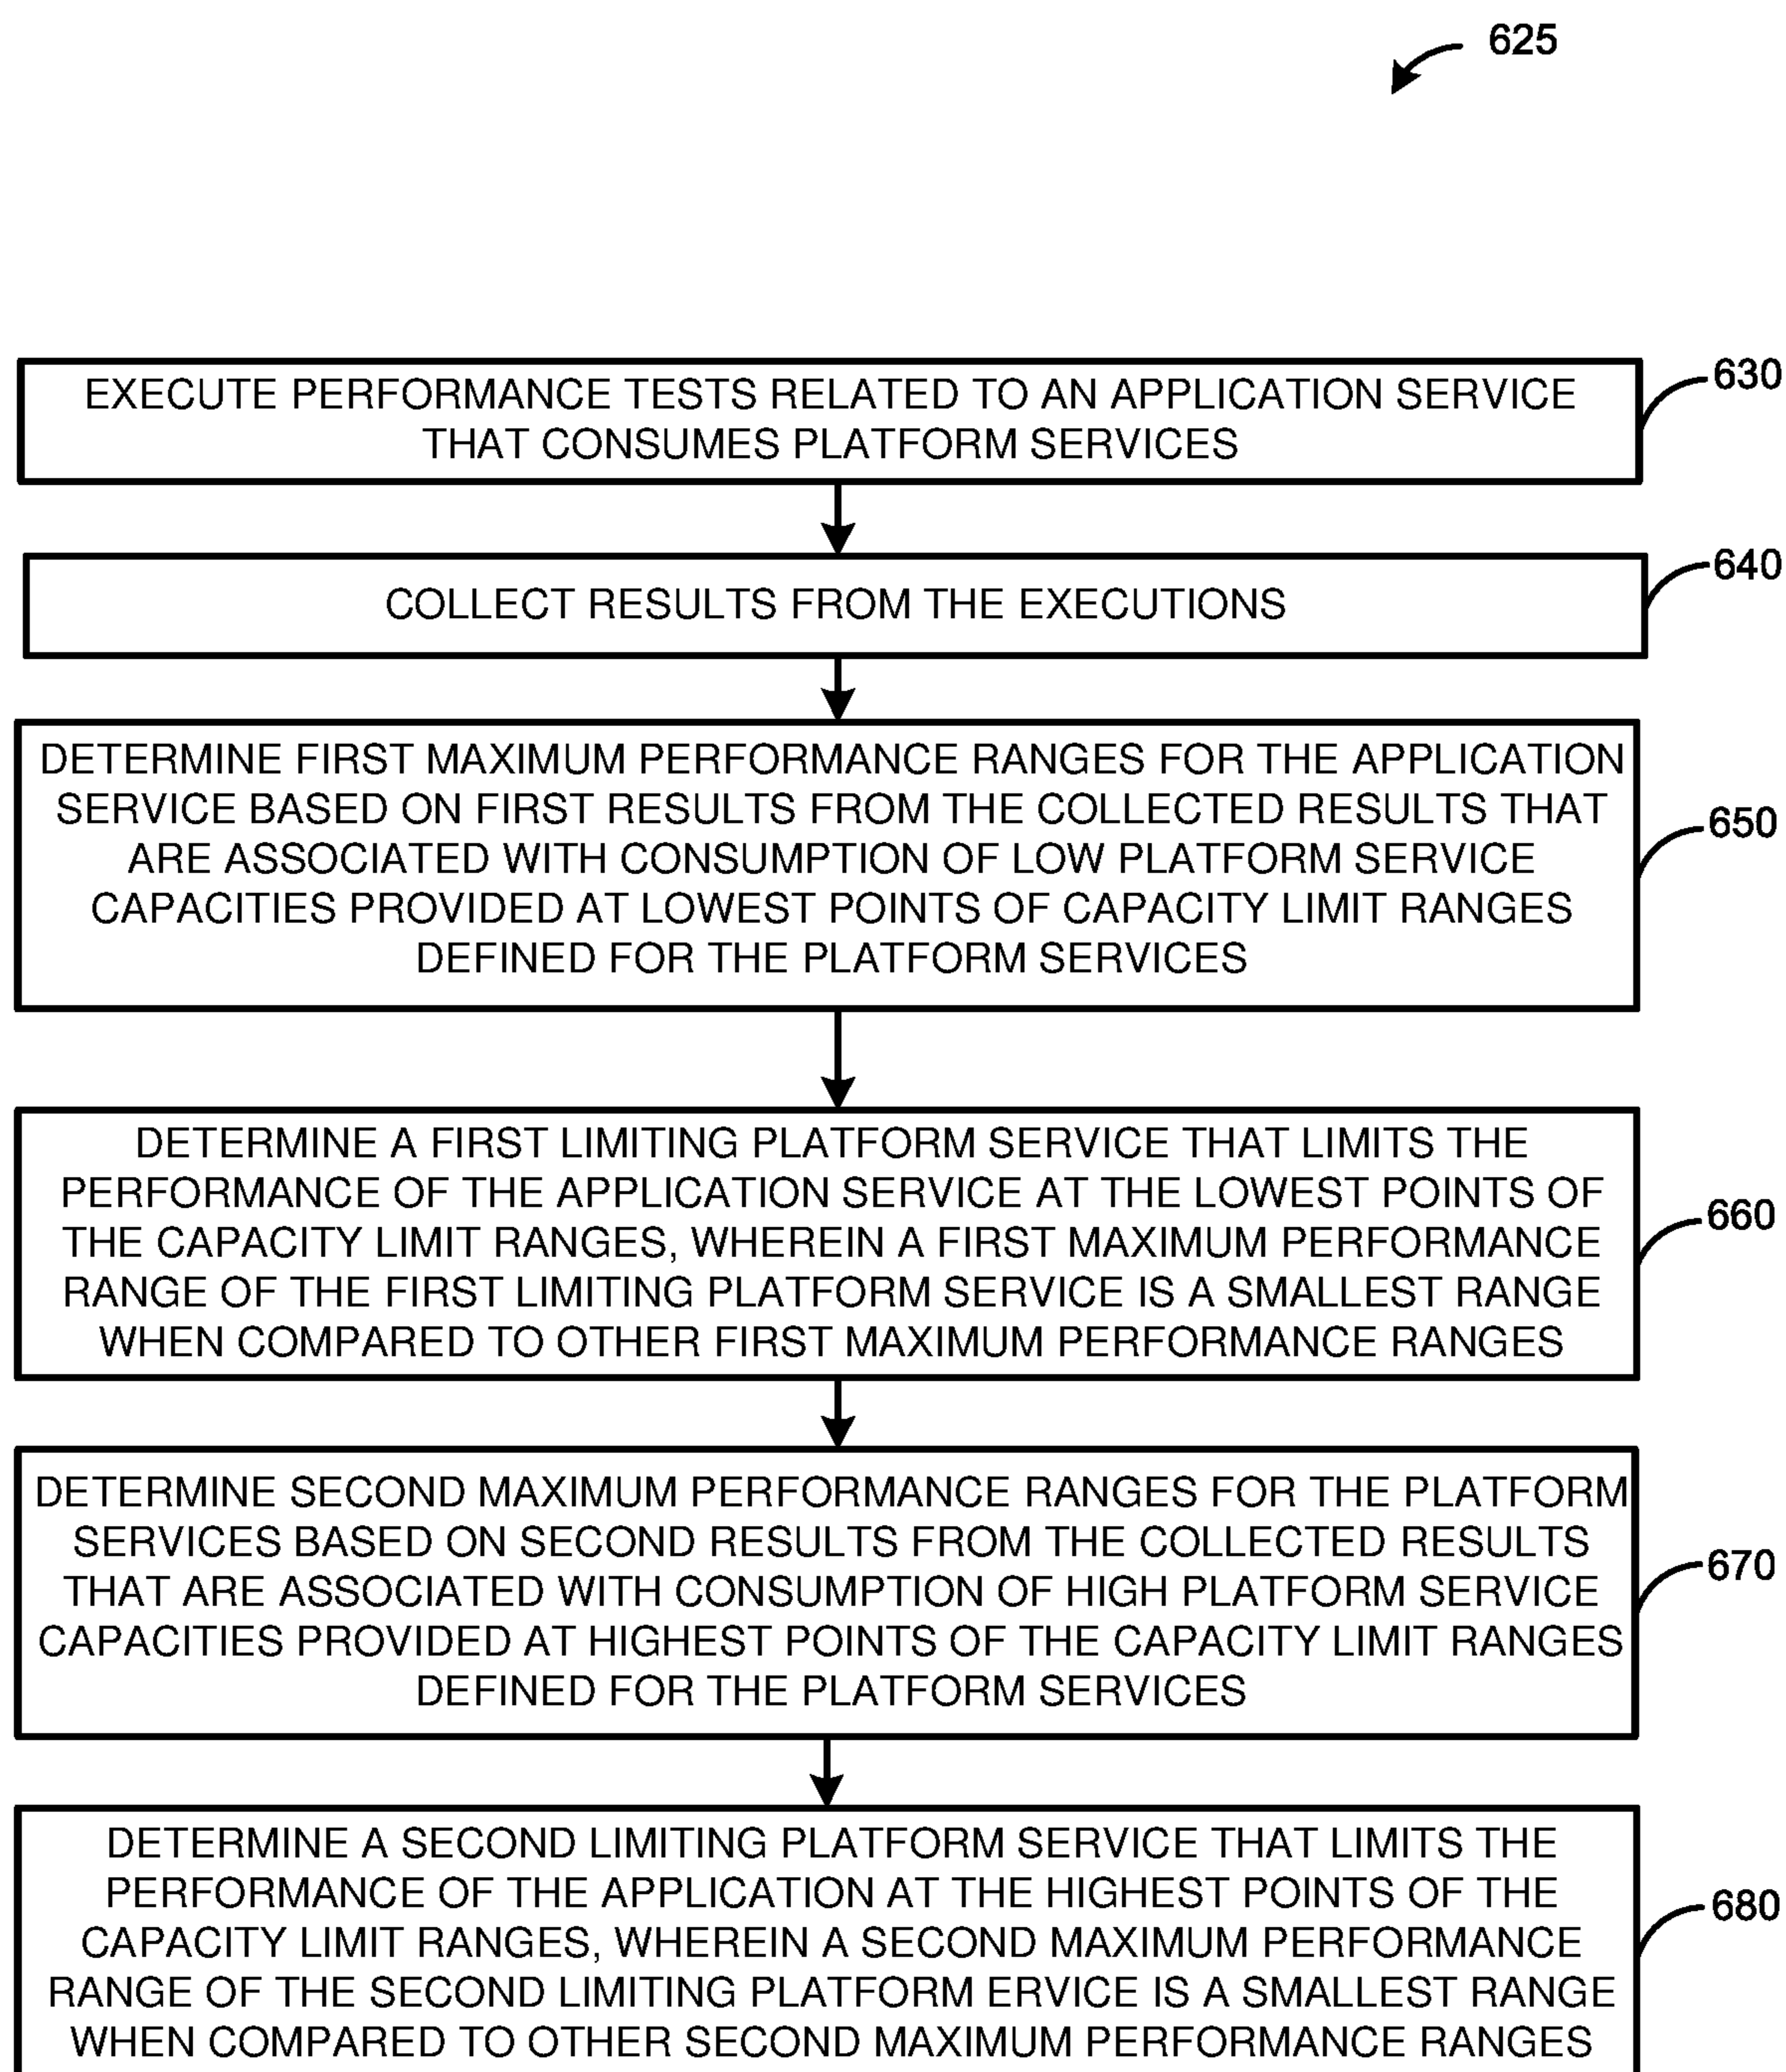 625
EXECUTE PERFORMANCE TESTS RELATED TO AN APPLICATION SERVICE
THAT CONSUMES PLATFORM SERVICES
630
COLLECT RESULTS FROM THE EXECUTIONS
640
DETERMINE FIRST MAXIMUM PERFORMANCE RANGES FOR THE APPLICATION
SERVICE BASED ON FIRST RESULTS FROM THE COLLECTED RESULTS THAT
ARE ASSOCIATED WITH CONSUMPTION OF LOW PLATFORM SERVICE
CAPACITIES PROVIDED AT LOWEST POINTS OF CAPACITY LIMIT RANGES
DEFINED FOR THE PLATFORM SERVICES
650
DETERMINE A FIRST LIMITING PLATFORM SERVICE THAT LIMITS THE
PERFORMANCE OF THE APPLICATION SERVICE AT THE LOWEST POINTS OF
THE CAPACITY LIMIT RANGES, WHEREIN A FIRST MAXIMUM PERFORMANCE
RANGE OF THE FIRST LIMITING PLATFORM SERVICE IS A SMALLEST RANGE
WHEN COMPARED TO OTHER FIRST MAXIMUM PERFORMANCE RANGES
660
DETERMINE SECOND MAXIMUM PERFORMANCE RANGES FOR THE PLATFORM
SERVICES BASED ON SECOND RESULTS FROM THE COLLECTED RESULTS
THAT ARE ASSOCIATED WITH CONSUMPTION OF HIGH PLATFORM SERVICE
CAPACITIES PROVIDED AT HIGHEST POINTS OF THE CAPACITY LIMIT RANGES
DEFINED FOR THE PLATFORM SERVICES
670
DETERMINE A SECOND LIMITING PLATFORM SERVICE THAT LIMITS THE
PERFORMANCE OF THE APPLICATION AT THE HIGHEST POINTS OF THE
CAPACITY LIMIT RANGES, WHEREIN A SECOND MAXIMUM PERFORMANCE
RANGE OF THE SECOND LIMITING PLATFORM ERVICE IS A SMALLEST RANGE
WHEN COMPARED TO OTHER SECOND MAXIMUM PERFORMANCE RANGES
680